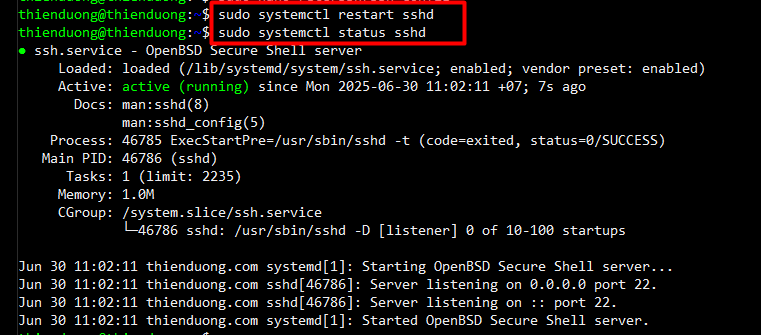 thienduong@thienduong:~$ sudo systemctl restart sshd
thienduong@thienduong:~$ sudo systemctl status sshd
● ssh.service - OpenBSD Secure Shell server
Loaded: loaded (/lib/systemd/system/ssh.service; enabled; vendor preset: enabled)
Active: active (running) since Mon 2025-06-30 11:02:11 +07; 7s ago
Docs: man:sshd(8)
man:sshd_config(5)
Process: 46785 ExecStartPre=/usr/sbin/sshd -t (code=exited, status=0/SUCCESS)
Main PID: 46786 (sshd)
Tasks: 1 (limit: 2235)
Memory: 1.0M
CGroup: /system.slice/ssh.service
└─46786 sshd: /usr/sbin/sshd -D [listener] 0 of 10-100 startups
Jun 30 11:02:11 thienduong.com systemd[1]: Starting OpenBSD Secure Shell server...
Jun 30 11:02:11 thienduong.com sshd[46786]: Server listening on 0.0.0.0 port 22.
Jun 30 11:02:11 thienduong.com sshd[46786]: Server listening on :: port 22.
Jun 30 11:02:11 thienduong.com systemd[1]: Started OpenBSD Secure Shell server.